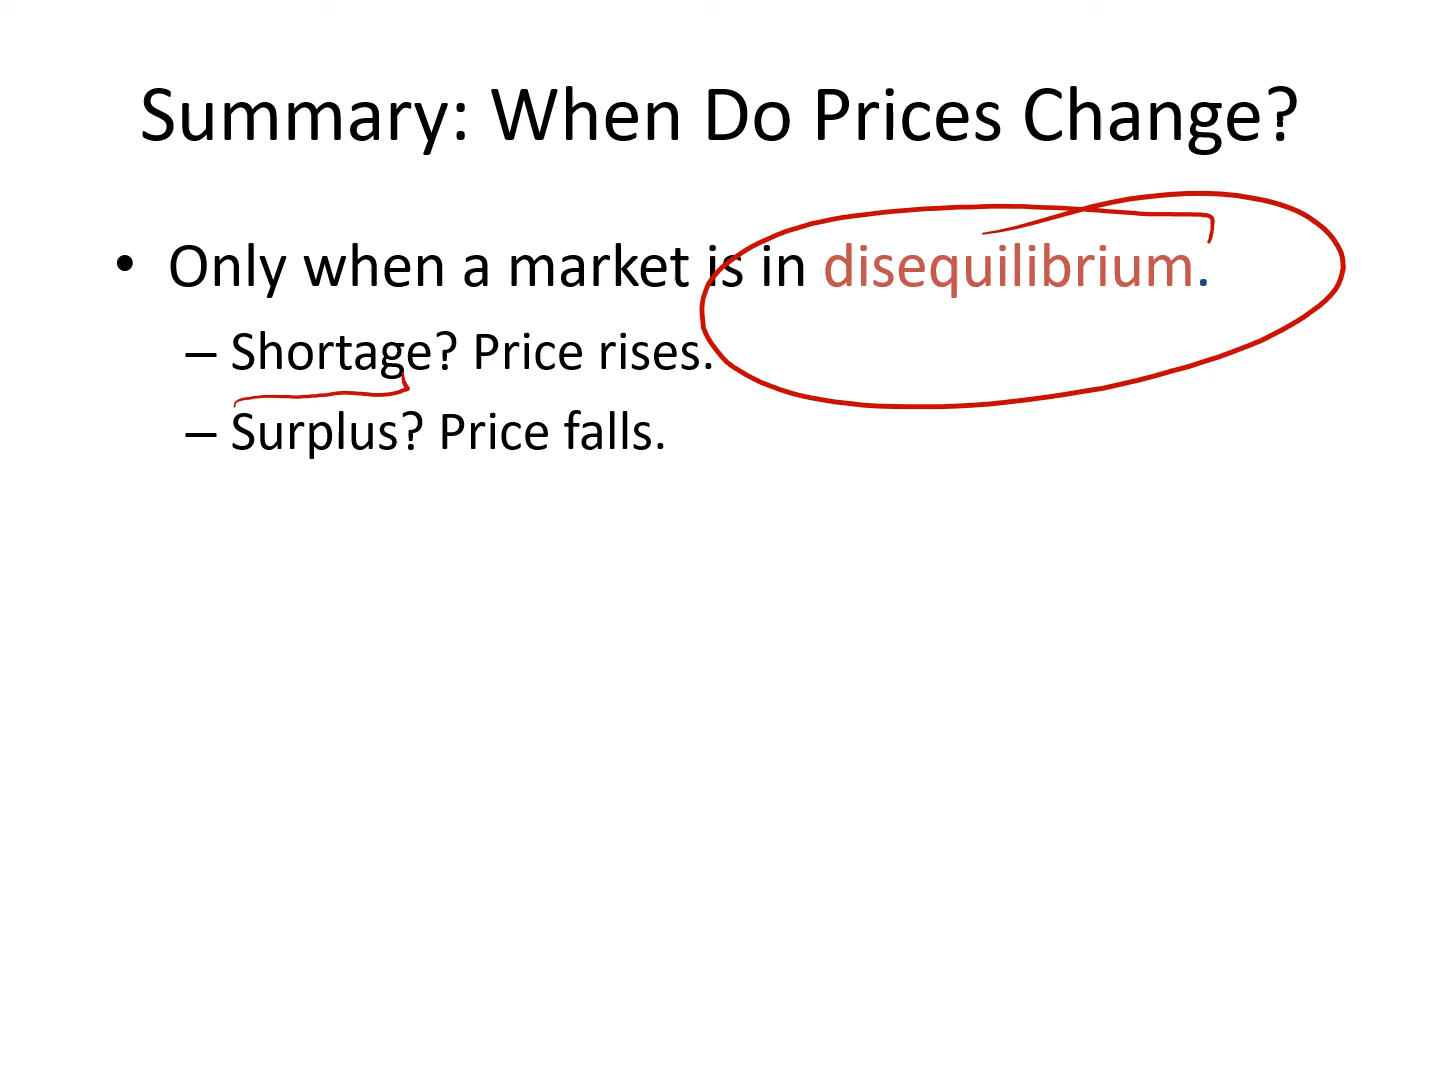 Summary: When Do Prices Change?
• Only when a market is in disequilibrium.
– Shortage? Price rises.
– Surplus? Price falls.